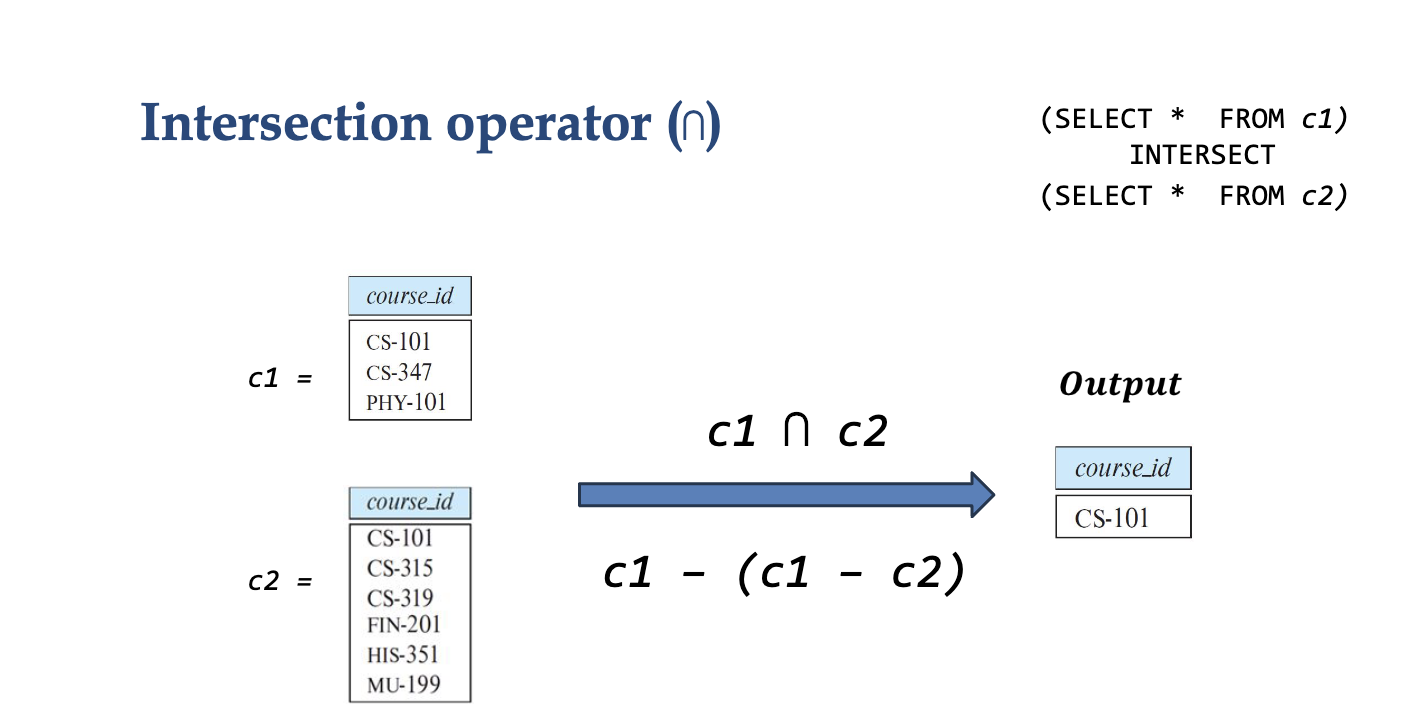 Intersection operator (∩)
(SELECT * FROM c1)
INTERSECT
(SELECT * FROM c2)
c1 =
course_id
CS-101
CS-347
PHY-101
c2 =
course_id
CS-101
CS-315
CS-319
FIN-201
HIS-351
MU-199
c1 ∩ c2
c1 – (c1 – c2)
Output
course_id
CS-101